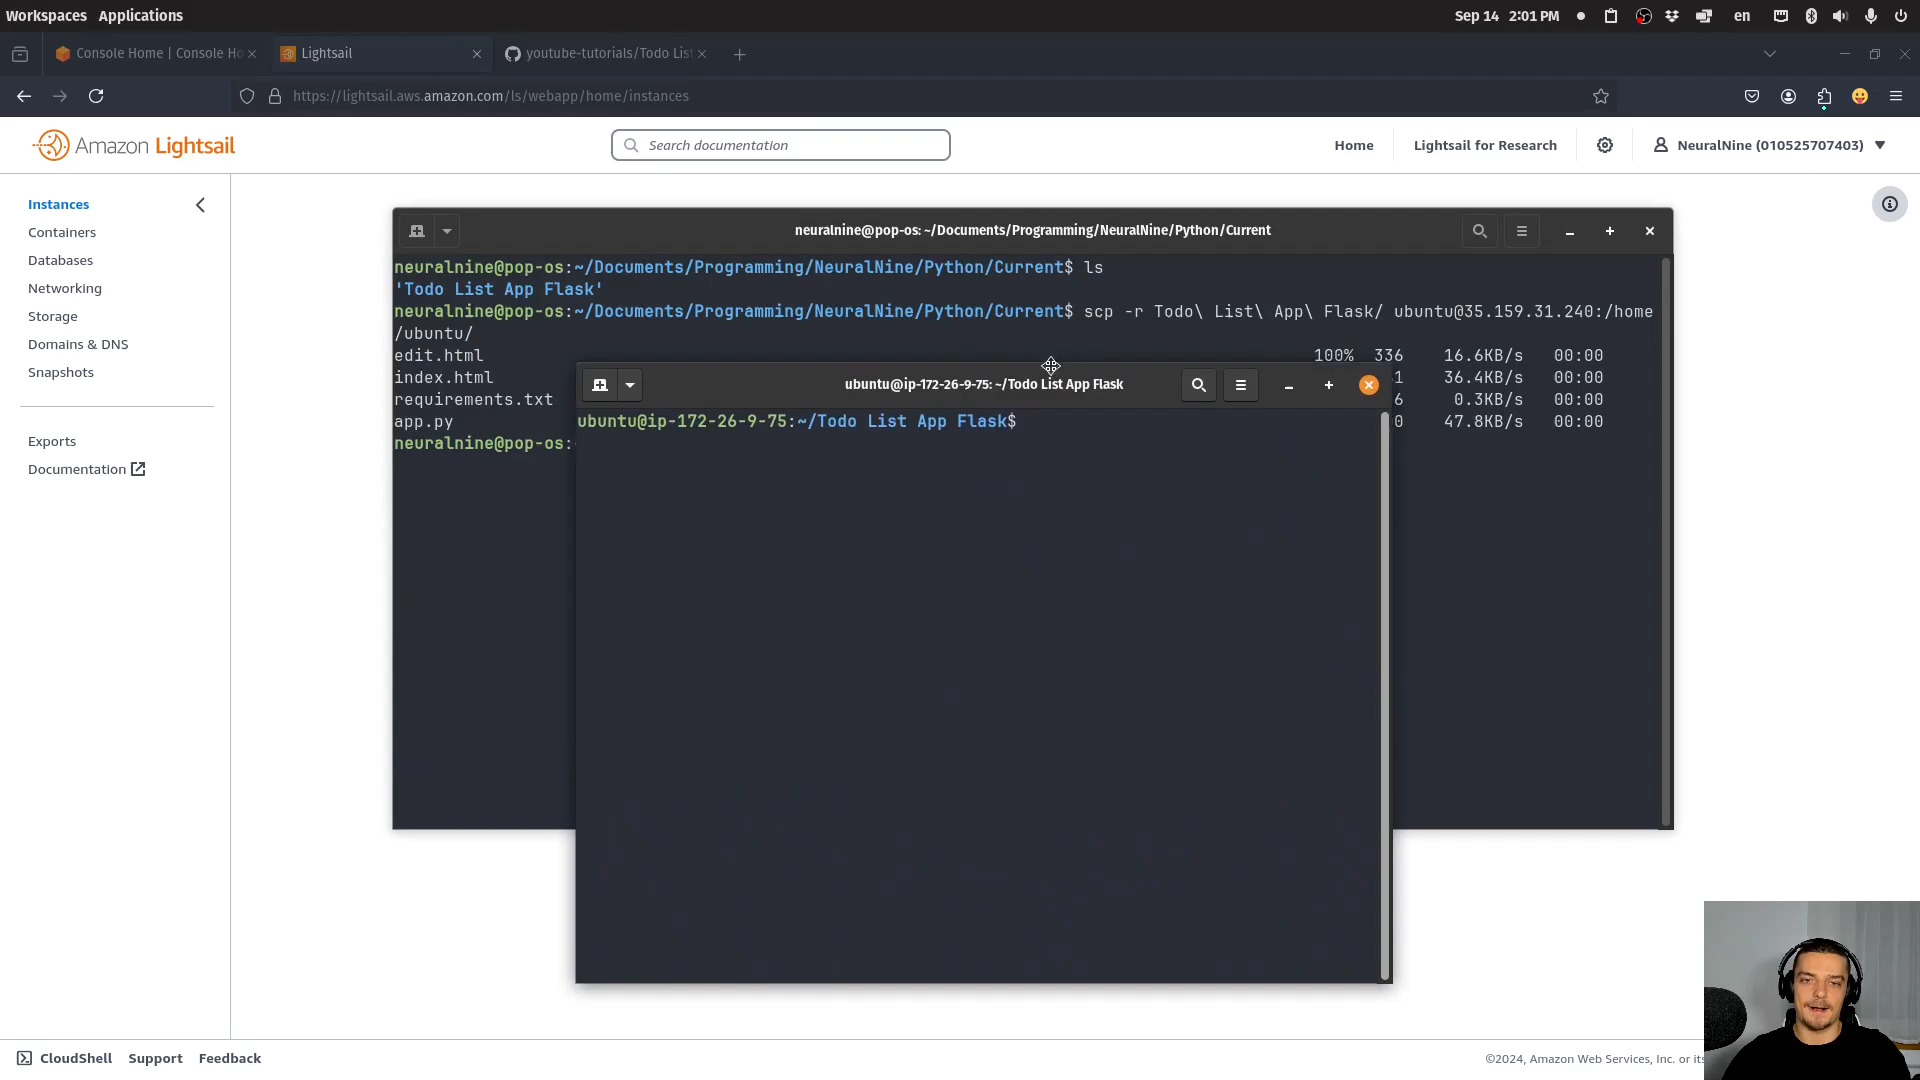 Workspaces Applications
Sep 14 2:01 PM
en
Console Home | Console Ho
Lightsail
youtube-tutorials/Todo Lis
https://lightsail.aws.amazon.com/ls/webapp/home/instances
Amazon Lightsail
Search documentation
Home
Lightsail for Research
NeuralNine (010525707403)
Instances
Containers
Databases
Networking
Storage
Domains & DNS
Snapshots
Exports
Documentation
neuralnine@pop-os: ~/Documents/Programming/NeuralNine/Python/Current
neuralnine@pop-os:~/Documents/Programming/NeuralNine/Python/Current$ ls
'Todo List App Flask'
neuralnine@pop-os:~/Documents/Programming/NeuralNine/Python/Current$ scp -r Todo\ List\ App\ Flask/ ubuntu@35.159.31.240:/home
/ubuntu/
edit.html 100% 336 16.6KB/s 00:00
index.html 36.4KB/s 00:00
requirements.txt 6 0.3KB/s 00:00
app.py 0 47.8KB/s 00:00
neuralnine@pop-os:
ubuntu@ip-172-26-9-75: ~/Todo List App Flask
ubuntu@ip-172-26-9-75:~/Todo List App Flask$
CloudShell Support Feedback
©2024, Amazon Web Services, Inc. or its